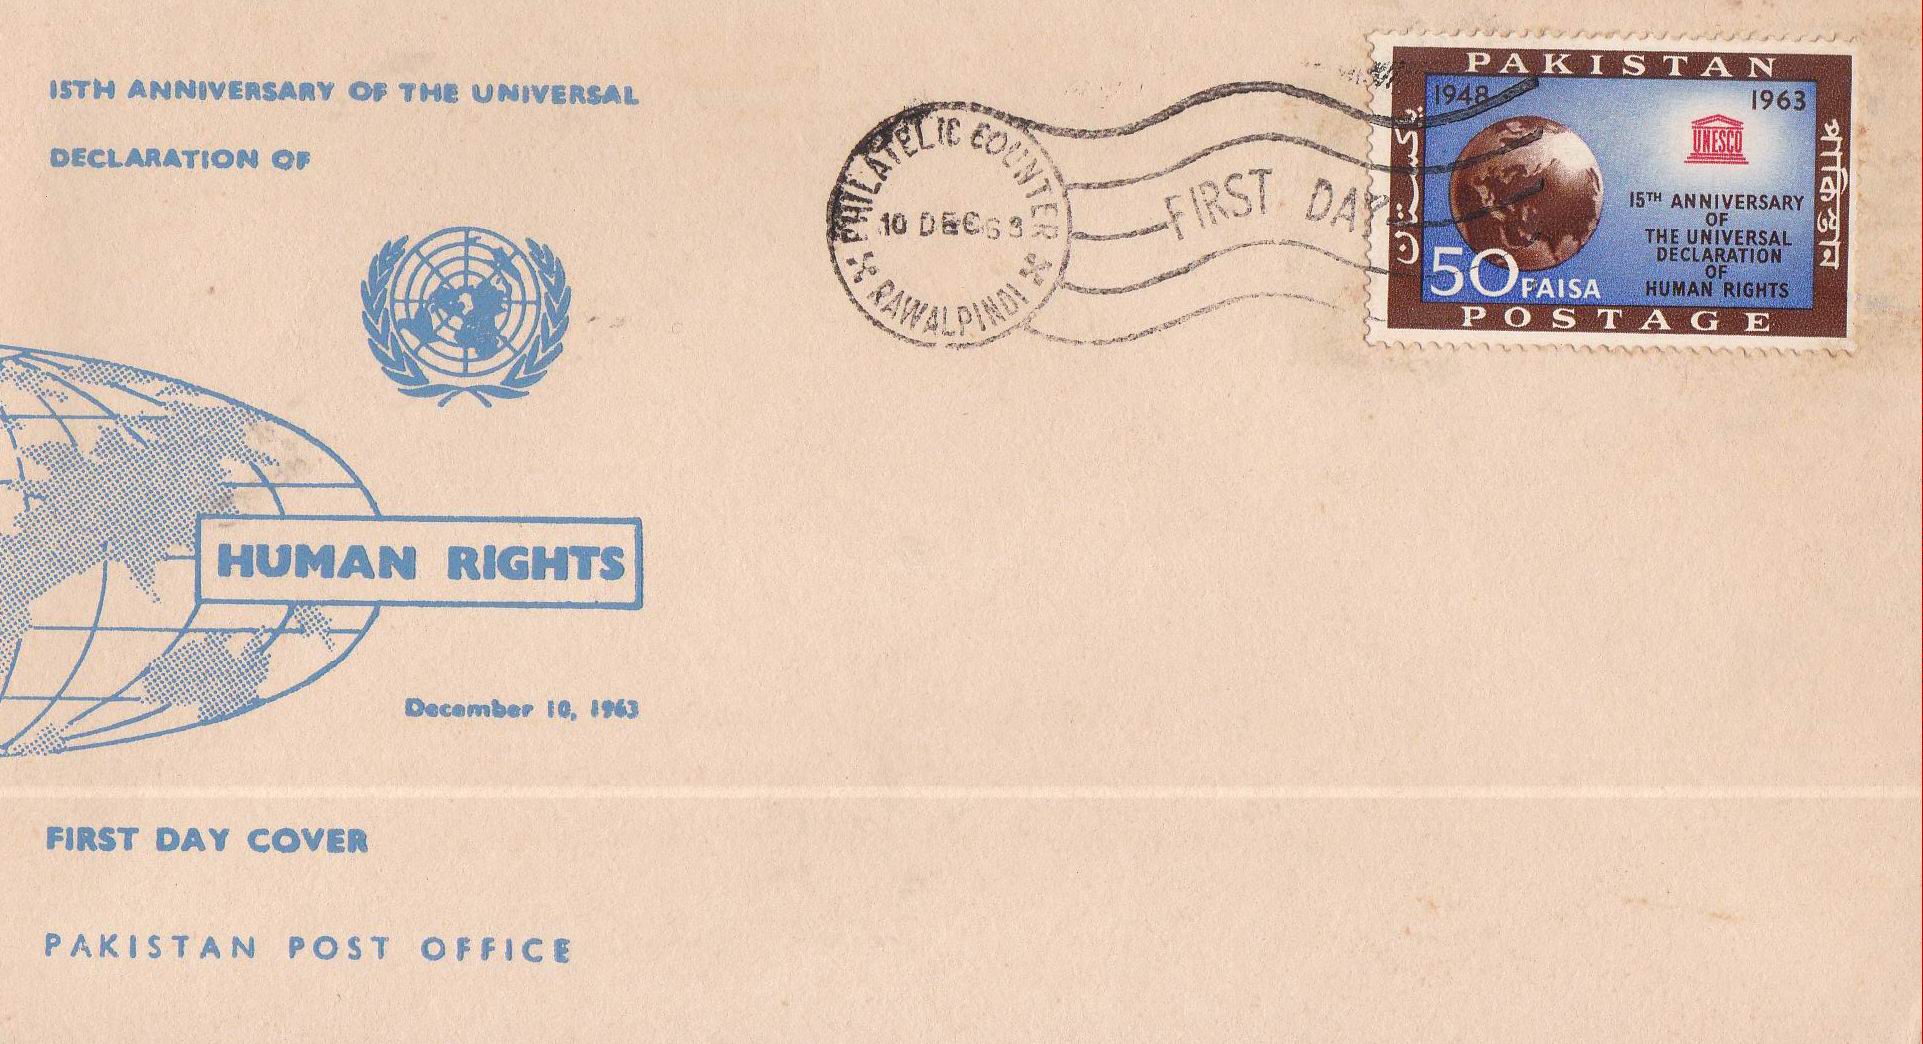 15TH ANNIVERSARY OF THE UNIVERSAL
DECLARATION OF
HUMAN RIGHTS
December 10, 1963
FIRST DAY COVER
PAKISTAN POST OFFICE
PHILATELIC COUNTER
10 DEC 63
RAWALPINDI
FIRST DAY
PAKISTAN
1948 1963
UNESCO
15TH ANNIVERSARY
OF
THE UNIVERSAL
DECLARATION
OF
HUMAN RIGHTS
50 PAISA
POSTAGE
پاکستان
পাকিস্তান